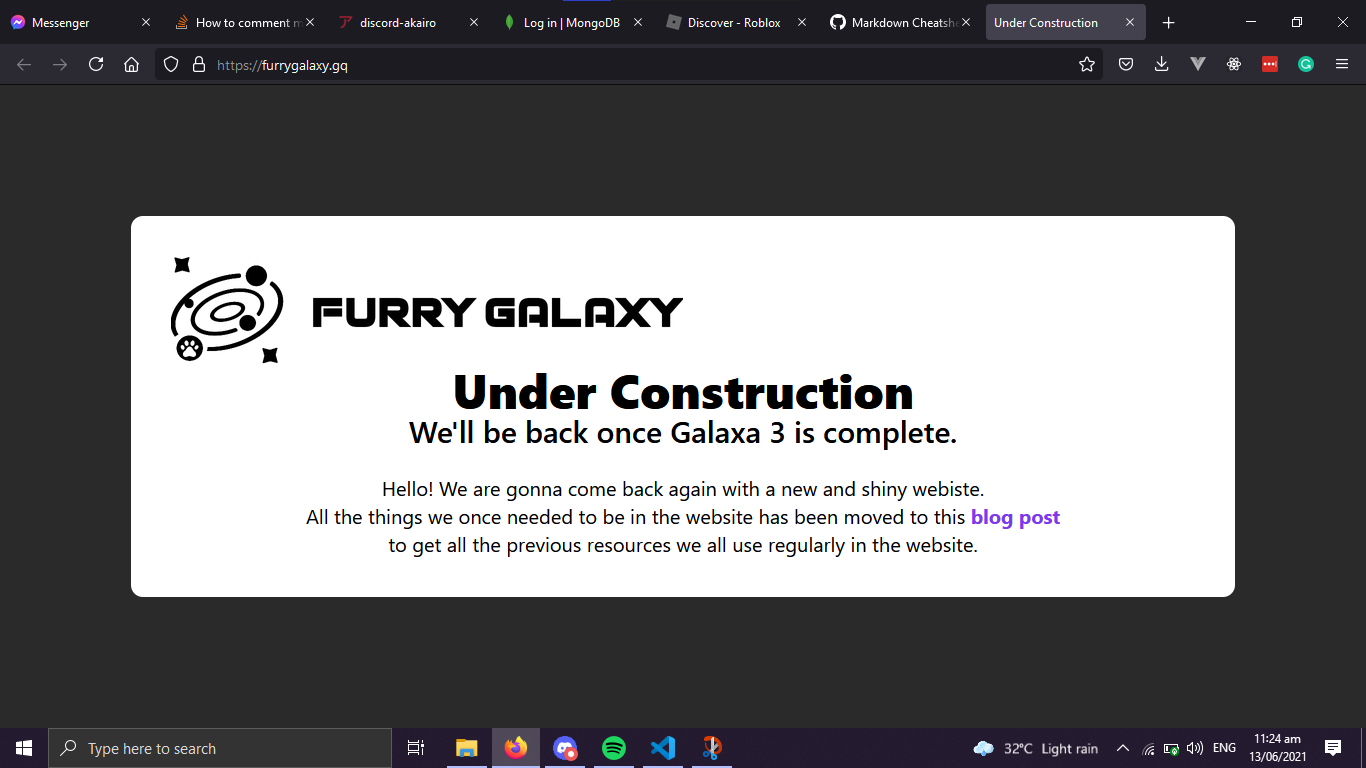 Messenger
How to comment m
discord-akairo
Log in | MongoDB
Discover - Roblox
Markdown Cheatshe
Under Construction
https://furrygalaxy.gq
FURRY GALAXY
Under Construction
We'll be back once Galaxa 3 is complete.
Hello! We are gonna come back again with a new and shiny webiste.
All the things we once needed to be in the website has been moved to this blog post
to get all the previous resources we all use regularly in the website.
Type here to search
32°C Light rain
ENG
11:24 am
13/06/2021